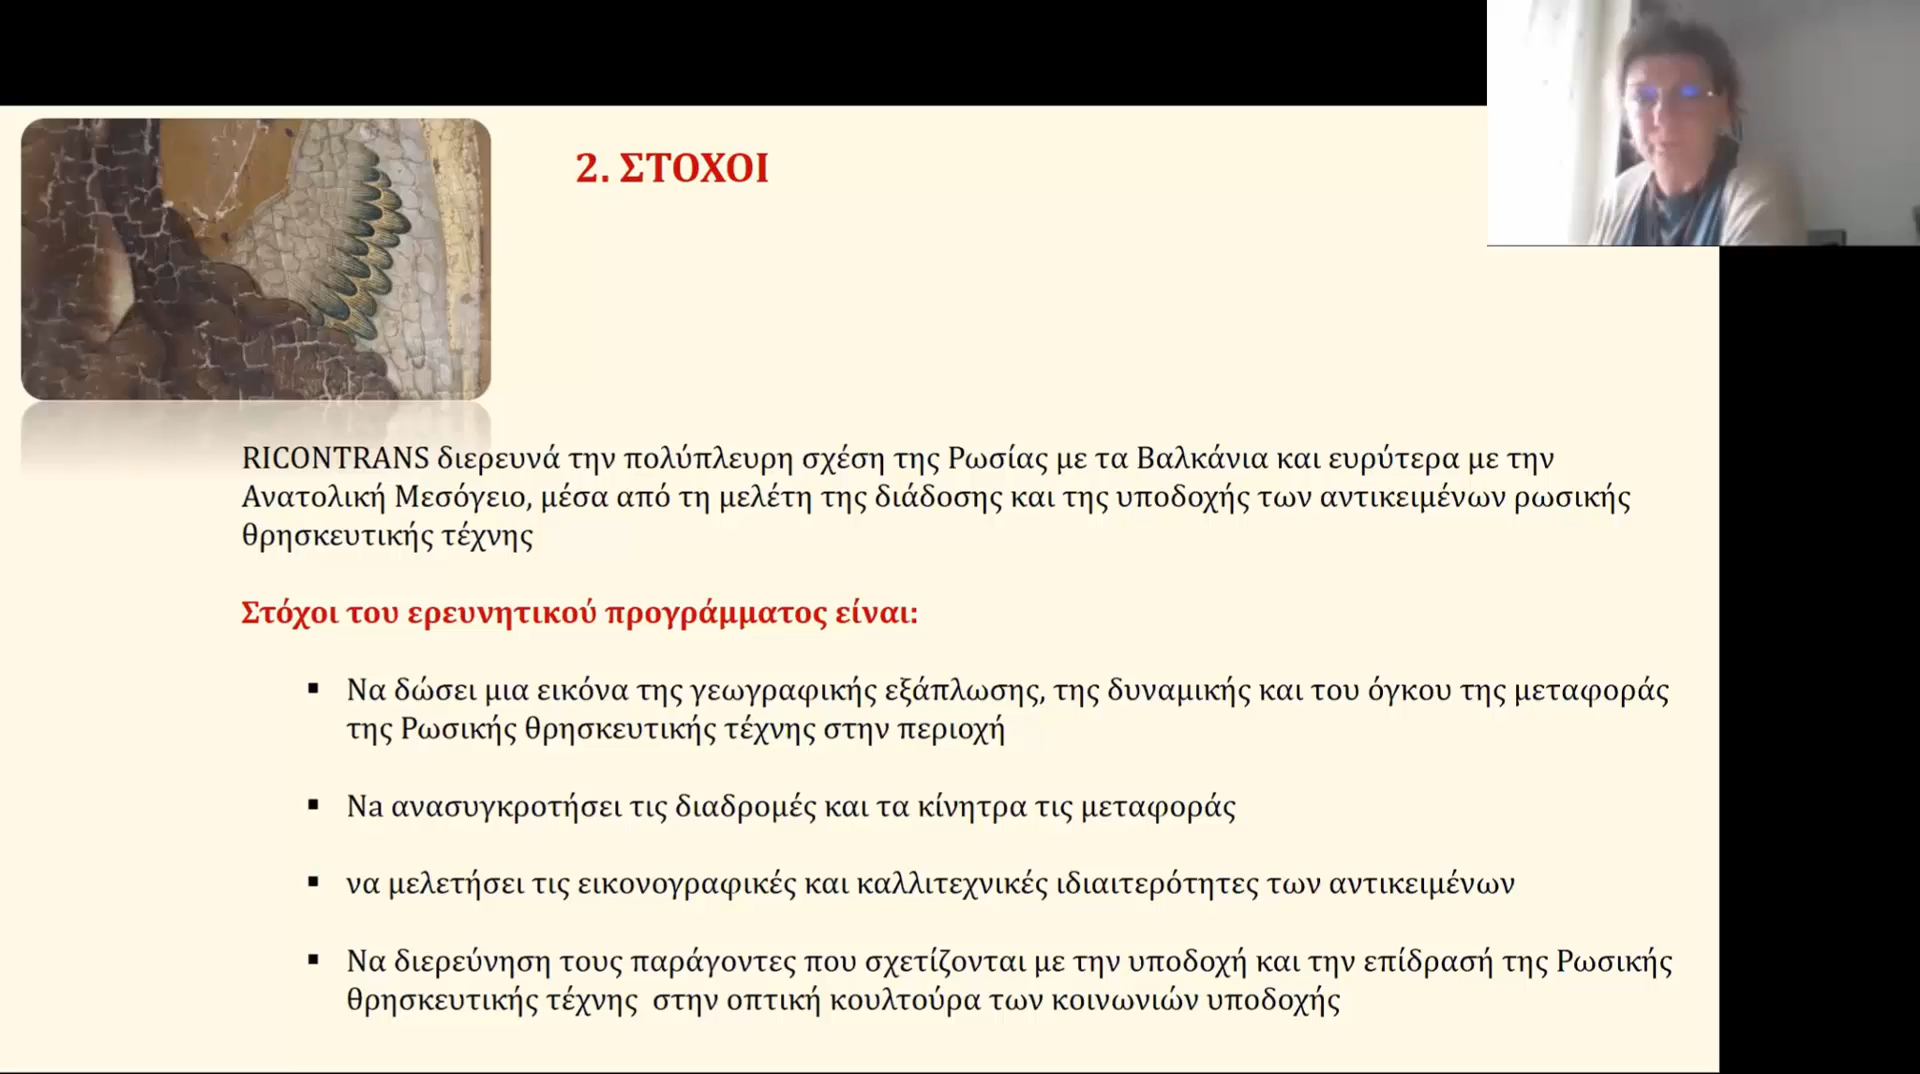 2. ΣΤΟΧΟΙ
RICONTRANS διερευνά την πολύπλευρη σχέση της Ρωσίας με τα Βαλκάνια και ευρύτερα με την
Ανατολική Μεσόγειο, μέσα από τη μελέτη της διάδοσης και της υποδοχής των αντικειμένων ρωσικής
θρησκευτικής τέχνης
Στόχοι του ερευνητικού προγράμματος είναι:
▪ Να δώσει μια εικόνα της γεωγραφικής εξάπλωσης, της δυναμικής και του όγκου της μεταφοράς
της Ρωσικής θρησκευτικής τέχνης στην περιοχή
▪ Να ανασυγκροτήσει τις διαδρομές και τα κίνητρα τις μεταφοράς
▪ να μελετήσει τις εικονογραφικές και καλλιτεχνικές ιδιαιτερότητες των αντικειμένων
▪ Να διερεύνηση τους παράγοντες που σχετίζονται με την υποδοχή και την επίδρασή της Ρωσικής
θρησκευτικής τέχνης στην οπτική κουλτούρα των κοινωνιών υποδοχής